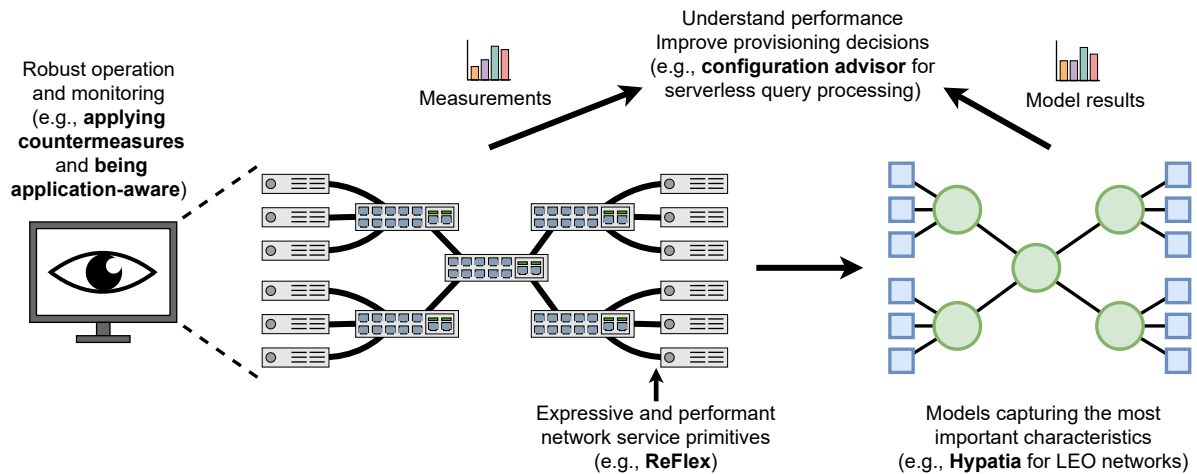 Robust operation
and monitoring
(e.g., applying
countermeasures
and being
application-aware)
Measurements
Understand performance
Improve provisioning decisions
(e.g., configuration advisor for
serverless query processing)
Model results
Expressive and performant
network service primitives
(e.g., ReFlex)
Models capturing the most
important characteristics
(e.g., Hypatia for LEO networks)